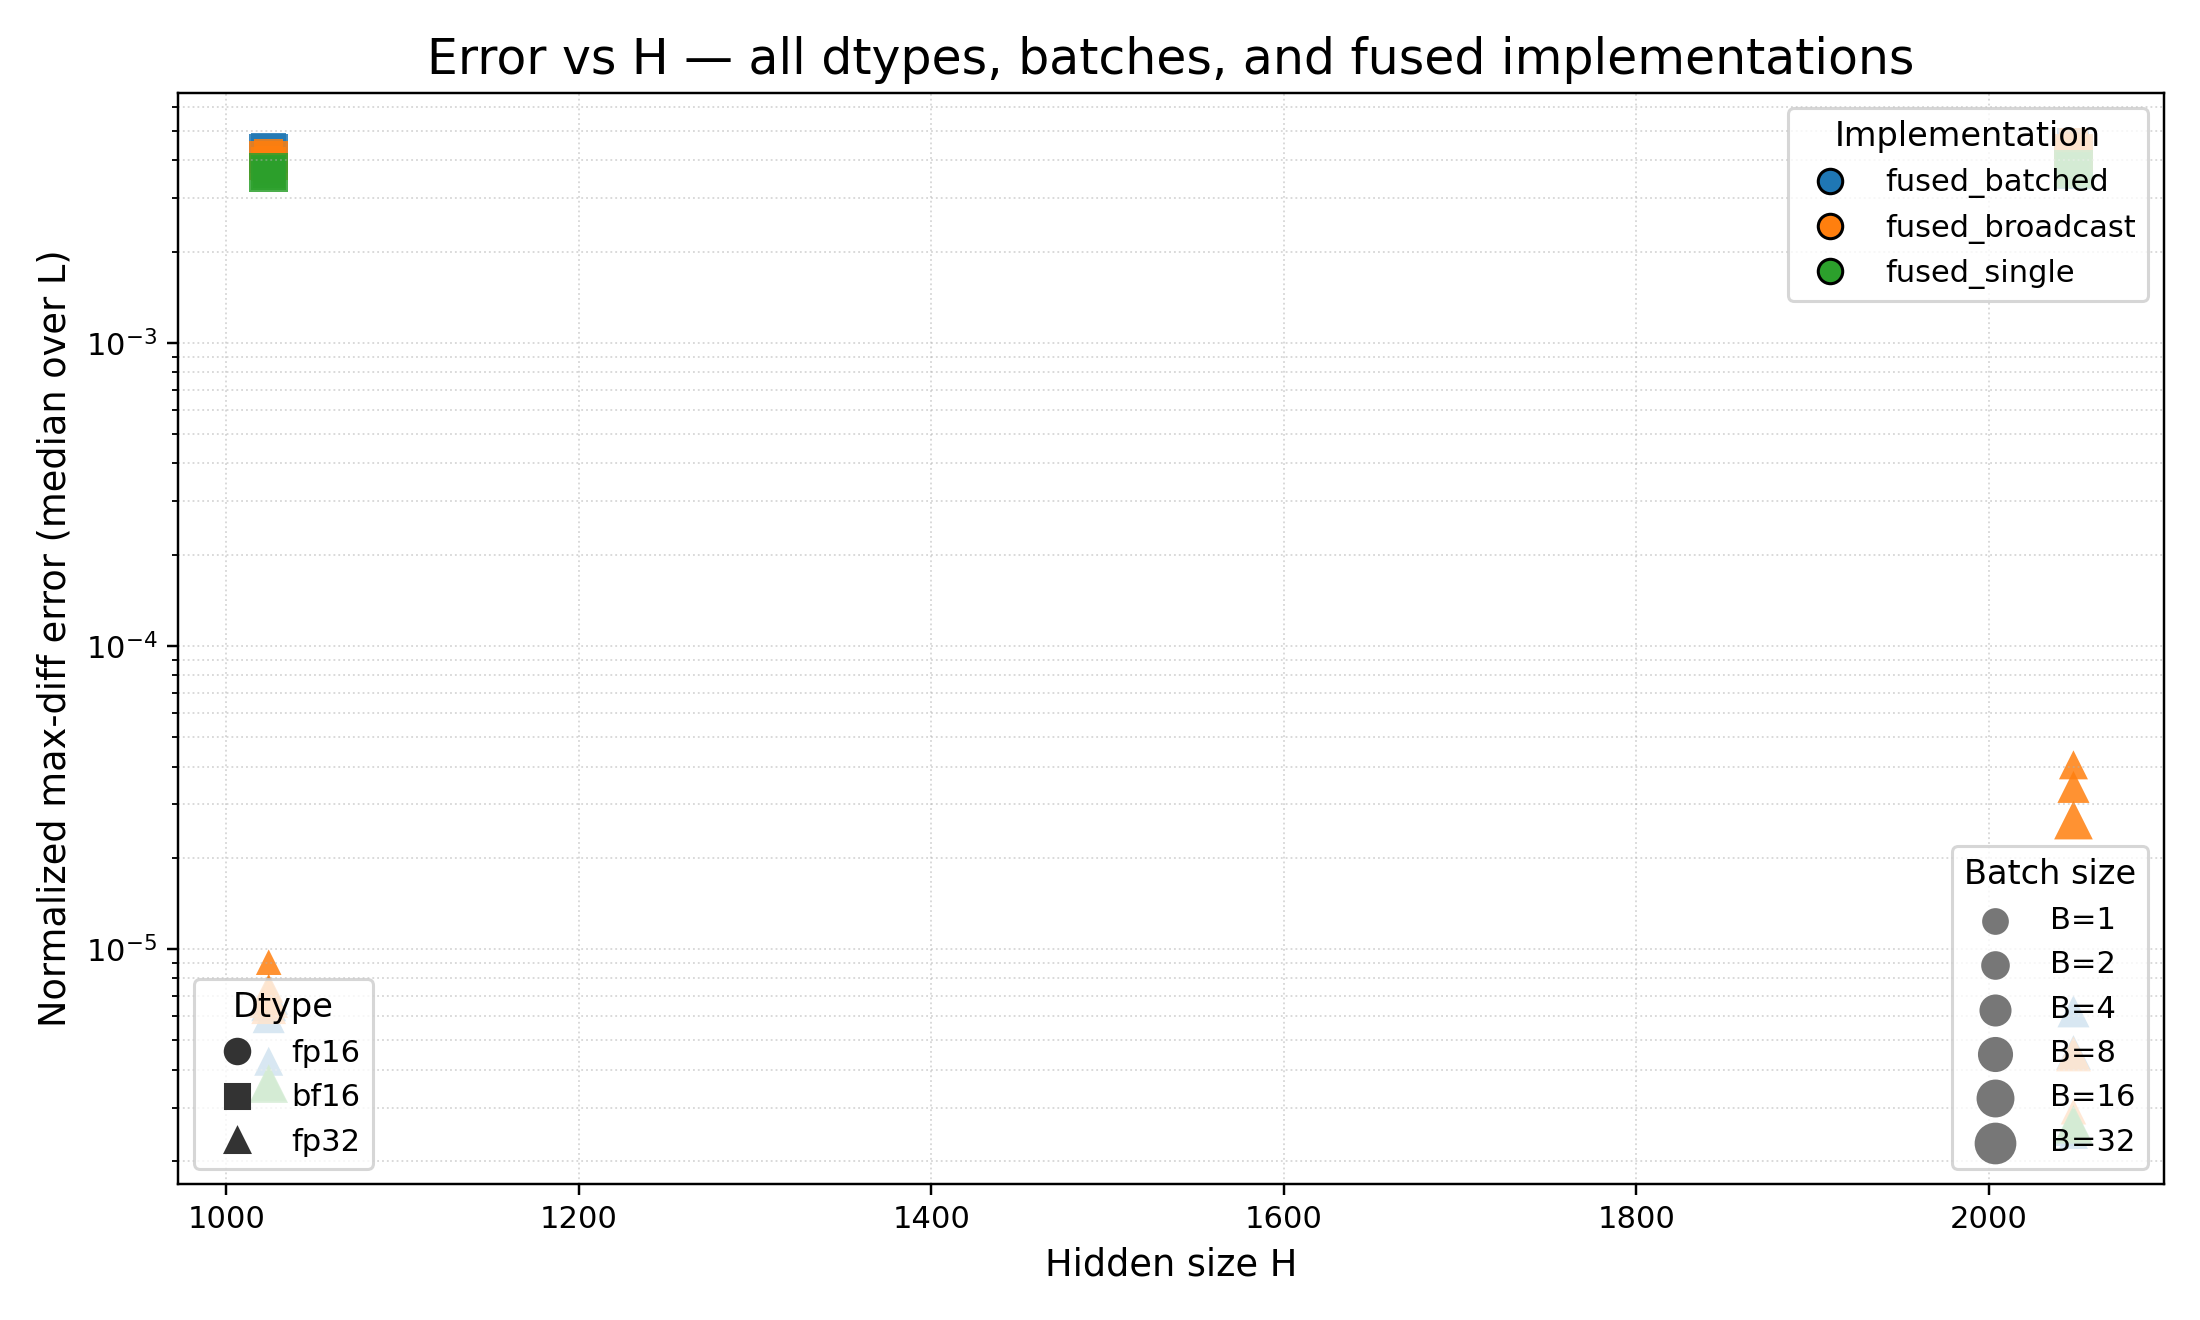 Error vs H — all dtypes, batches, and fused implementations
Normalized max-diff error (median over L)
10⁻³
10⁻⁴
10⁻⁵
Implementation
fused_batched
fused_broadcast
fused_single
Dtype
fp16
bf16
fp32
Batch size
B=1
B=2
B=4
B=8
B=16
B=32
1000 1200 1400 1600 1800 2000
Hidden size H